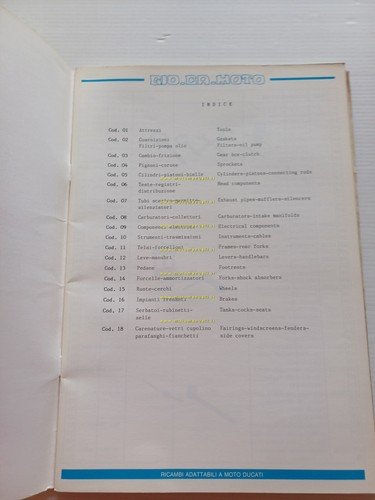 GIO.CA.MOTO
INDICE
Cod. 01 Attrezzi Tools
Cod. 02 Guarnizioni Gaskets
Filtri-pompa olio Filters-oil pump
Cod. 03 Cambio-frizione Gear box-clutch
Cod. 04 Pignoni-corone Sprockets
Cod. 05 Cilindri-pistoni-bielle Cylinders-pistons-connecting rods
Cod. 06 Teste-registri- Head components
distribuzione
Cod. 07 Tubi Exhaust pipes-mufflers-silencers
silenziatori
Cod. 08 Carburatori-collettori Carburators-intake manifolds
Cod. 09 Componenti elettrici Electrical components
Cod. 10 Strumenti-trasmissioni Instruments-cables
Cod. 11 Telai-forcelloni Frames-rear forks
Cod. 12 Leve-manubri Levers-handlebars
Cod. 13 Pedane Footrests
Cod. 14 Forcelle-ammortizzatori Forks-shock absorbers
Cod. 15 Ruote-cerchi Wheels
Cod. 16 Impianti frenanti Brakes
Cod. 17 Serbatoi-rubinetti- Tanks-cocks-seats
selle
Cod. 18 Carenature-vetri cupolino Fairings-windscreens-fenders-
parafanghi-fianchetti side covers
RICAMBI ADATTABILI A MOTO DUCATI